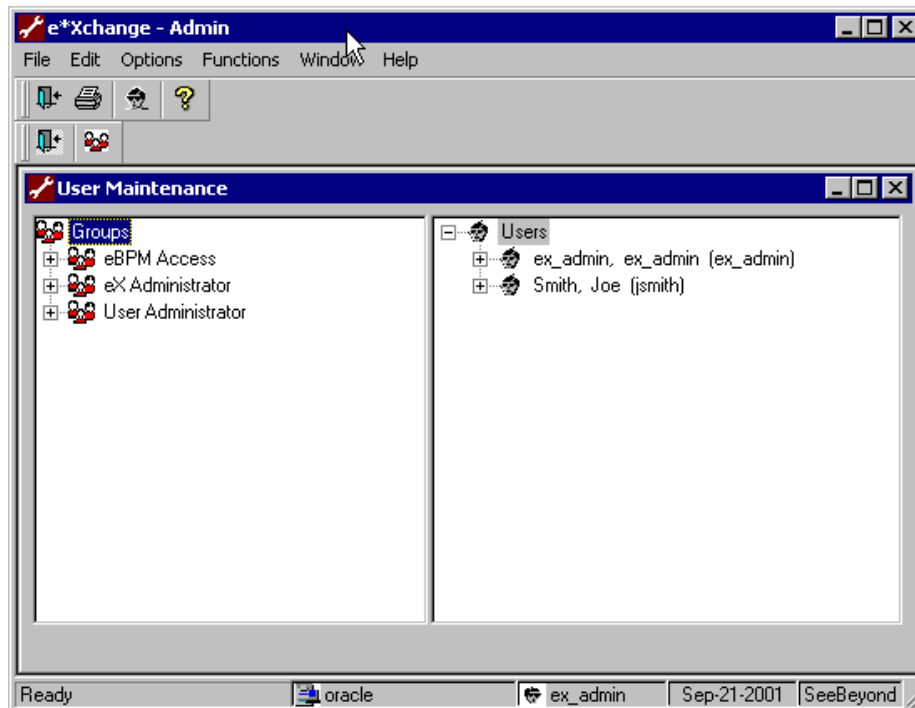 e*Xchange - Admin
File Edit Options Functions Window Help
User Maintenance
Groups
eBPM Access
eX Administrator
User Administrator
Users
ex_admin, ex_admin (ex_admin)
Smith, Joe (jsmith)
Ready oracle ex_admin Sep-21-2001 SeeBeyond